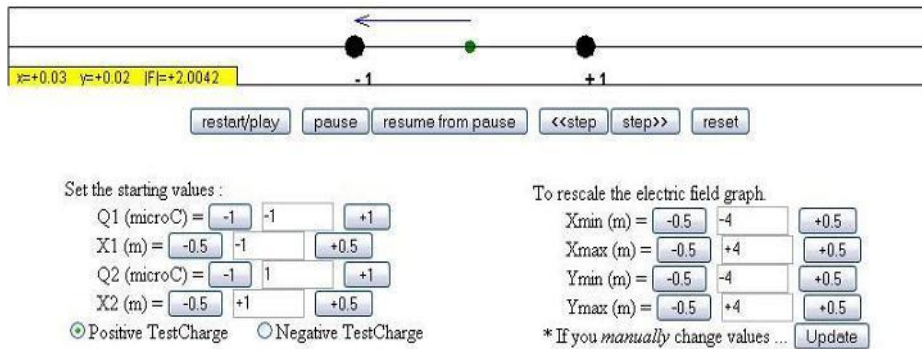 -1 +1
x=+0.03 y=+0.02 |F|=+2.0042
restart/play pause resume from pause <<step step>> reset
Set the starting values :
Q1 (microC) = -1 -1 +1
X1 (m) = -0.5 -1 +0.5
Q2 (microC) = -1 1 +1
X2 (m) = -0.5 +1 +0.5
Positive TestCharge Negative TestCharge
To rescale the electric field graph.
Xmin (m) = -0.5 -4 +0.5
Xmax (m) = -0.5 +4 +0.5
Ymin (m) = -0.5 -4 +0.5
Ymax (m) = -0.5 +4 +0.5
* If you manually change values ... Update